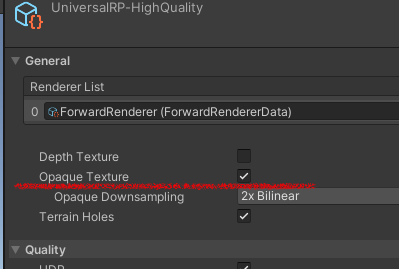 UniversalRP-HighQuality
General
Renderer List
0 ForwardRenderer (ForwardRendererData)
Depth Texture
Opaque Texture
Opaque Downsampling 2x Bilinear
Terrain Holes
Quality
HDR